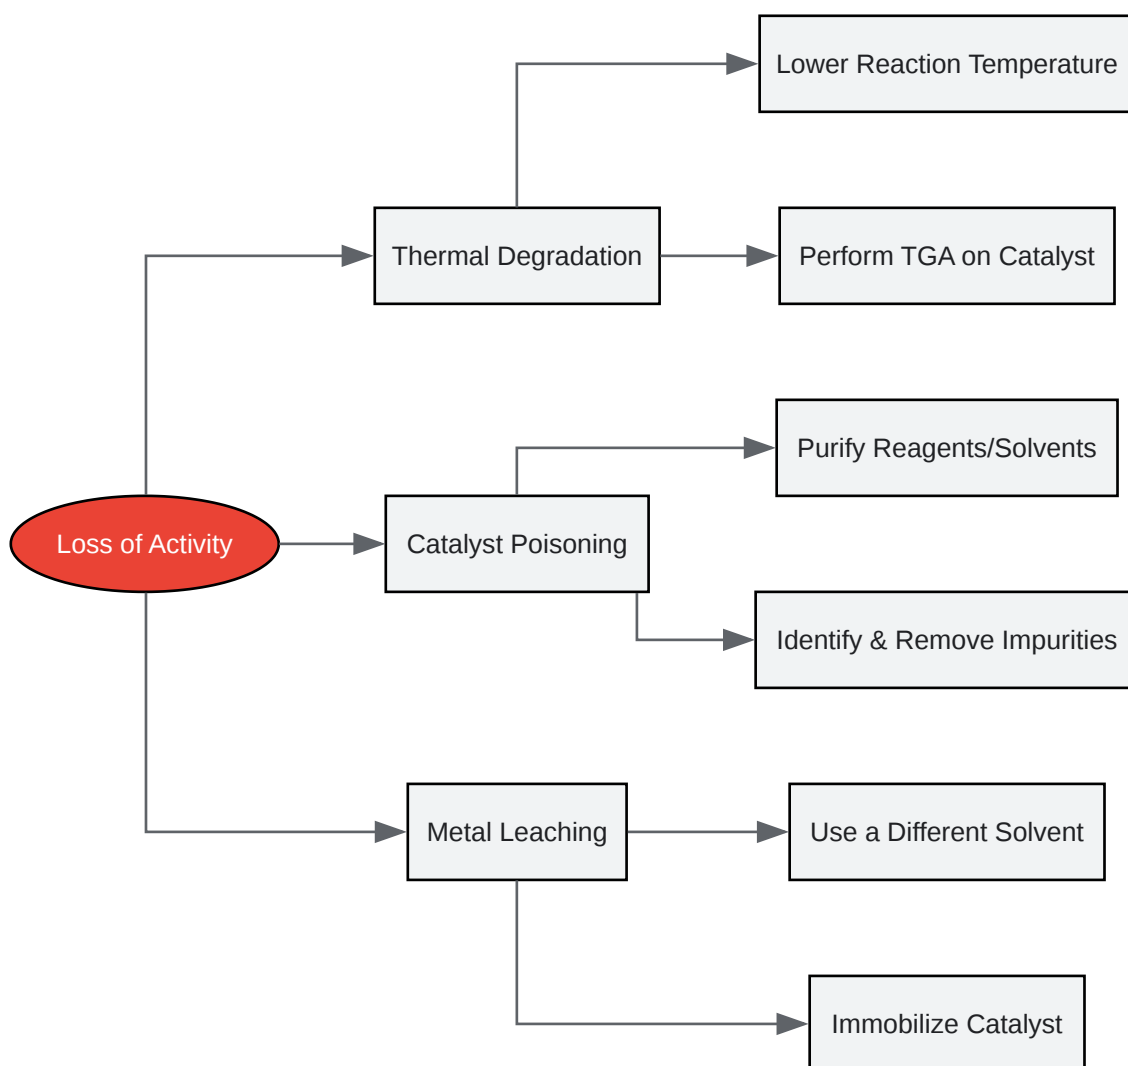 Lower Reaction Temperature
Thermal Degradation
Perform TGA on Catalyst
Purify Reagents/Solvents
Loss of Activity
Catalyst Poisoning
Identify & Remove Impurities
Metal Leaching
Use a Different Solvent
Immobilize Catalyst